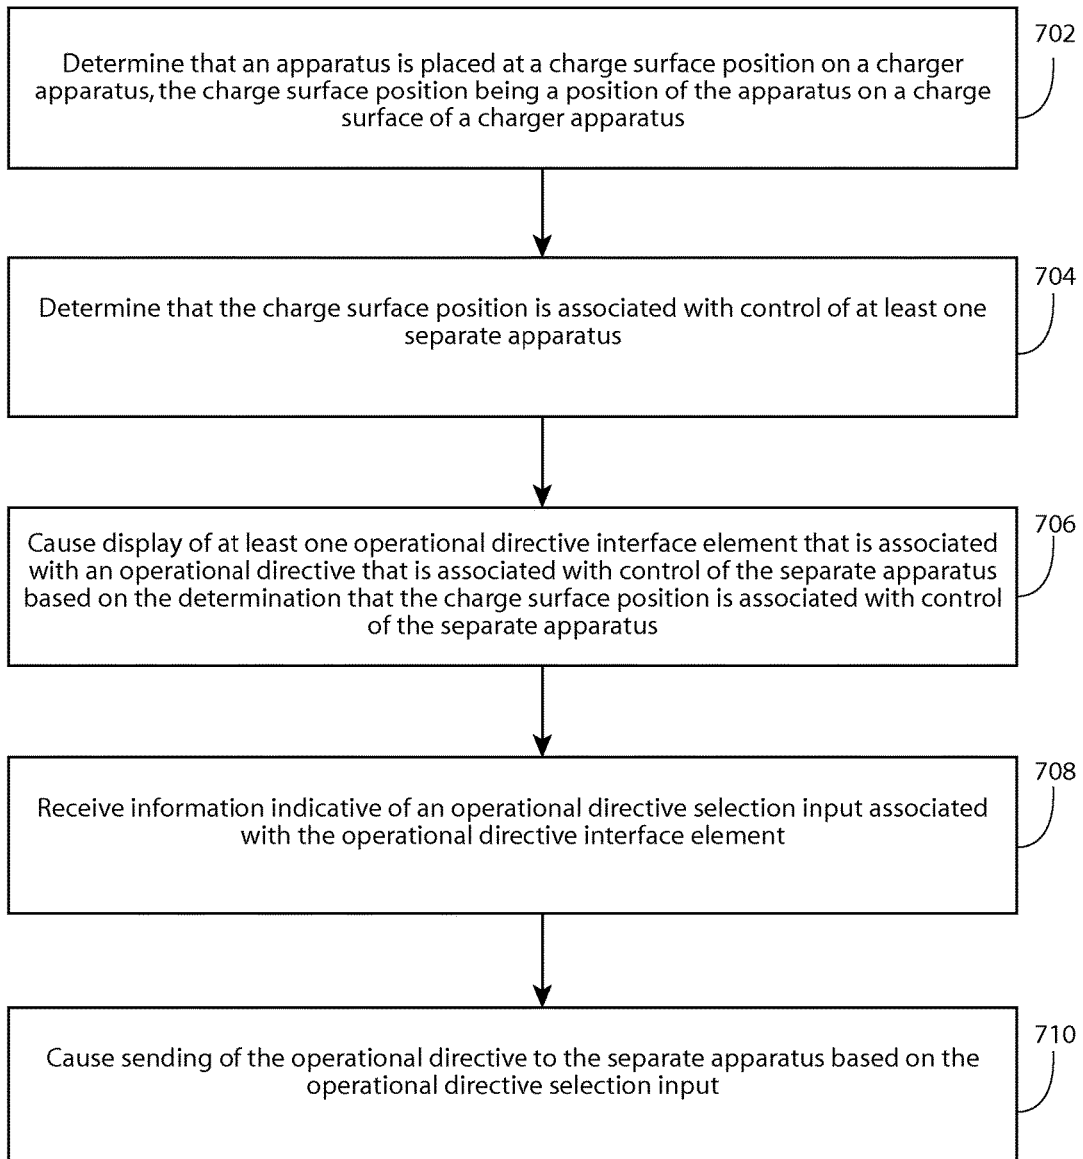 702
Determine that an apparatus is placed at a charge surface position on a charger
apparatus, the charge surface position being a position of the apparatus on a charge
surface of a charger apparatus
704
Determine that the charge surface position is associated with control of at least one
separate apparatus
706
Cause display of at least one operational directive interface element that is associated
with an operational directive that is associated with control of the separate apparatus
based on the determination that the charge surface position is associated with control
of the separate apparatus
708
Receive information indicative of an operational directive selection input associated
with the operational directive interface element
710
Cause sending of the operational directive to the separate apparatus based on the
operational directive selection input